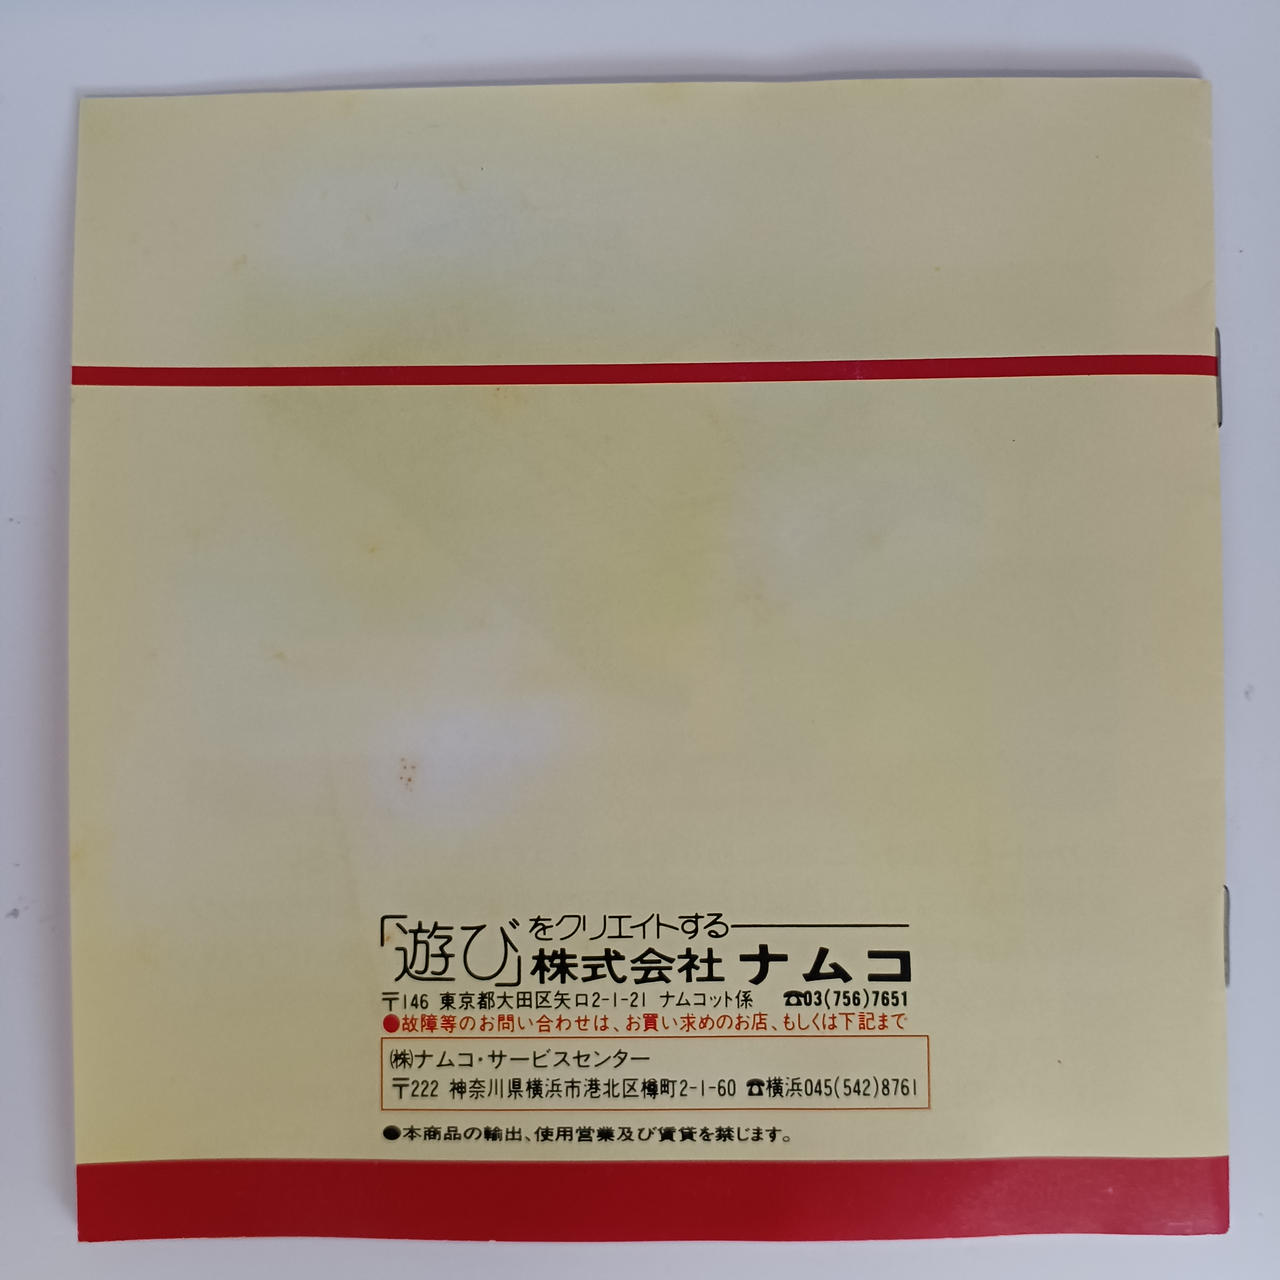 「遊び」をクリエイトする
株式会社 ナムコ
〒146 東京都大田区矢口2-1-21 ナムコット係 ☎03(756)7651
●故障等のお問い合わせは、お買い求めのお店、もしくは下記まで
㈱ナムコ・サービスセンター
〒222 神奈川県横浜市港北区樽町2-1-60 ☎横浜045(542)8761
●本商品の輸出、使用営業及び賃貸を禁じます。